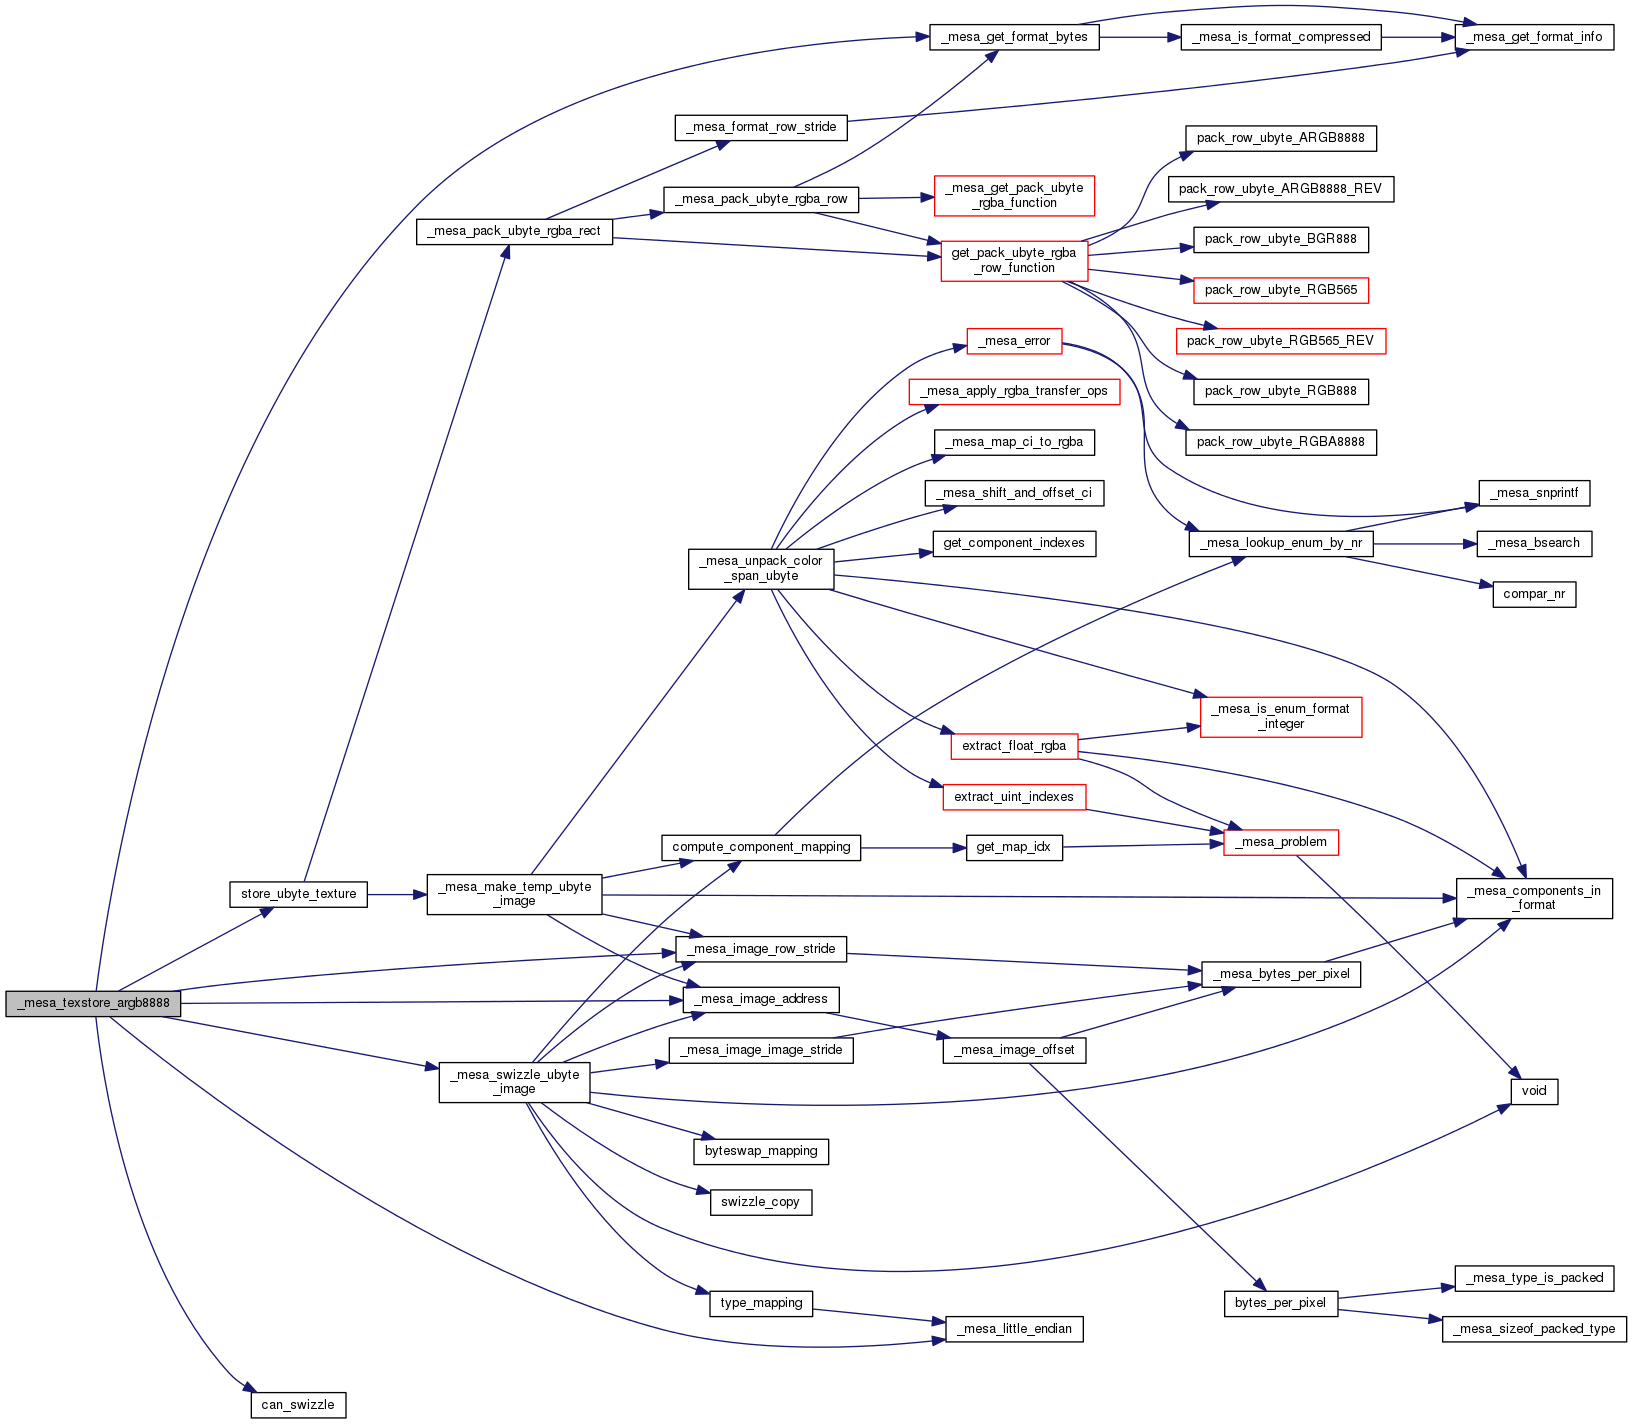 _mesa_get_format_bytes
_mesa_is_format_compressed
_mesa_get_format_info
_mesa_format_row_stride
pack_row_ubyte_ARGB8888
_mesa_pack_ubyte_rgba_row
_mesa_get_pack_ubyte
_rgba_function
pack_row_ubyte_ARGB8888_REV
_mesa_pack_ubyte_rgba_rect
get_pack_ubyte_rgba
_row_function
pack_row_ubyte_BGR888
pack_row_ubyte_RGB565
pack_row_ubyte_RGB565_REV
_mesa_error
pack_row_ubyte_RGB888
_mesa_apply_rgba_transfer_ops
pack_row_ubyte_RGBA8888
_mesa_map_ci_to_rgba
_mesa_shift_and_offset_ci
_mesa_snprintf
get_component_indexes
_mesa_lookup_enum_by_nr
_mesa_bsearch
_mesa_unpack_color
_span_ubyte
compar_nr
_mesa_is_enum_format
_integer
extract_float_rgba
extract_uint_indexes
_mesa_problem
compute_component_mapping
get_map_idx
store_ubyte_texture
_mesa_make_temp_ubyte
_image
_mesa_components_in
_format
_mesa_image_row_stride
_mesa_bytes_per_pixel
_mesa_texstore_argb8888
_mesa_image_address
_mesa_image_image_stride
_mesa_image_offset
_mesa_swizzle_ubyte
_image
void
byteswap_mapping
swizzle_copy
type_mapping
bytes_per_pixel
_mesa_type_is_packed
_mesa_little_endian
_mesa_sizeof_packed_type
can_swizzle